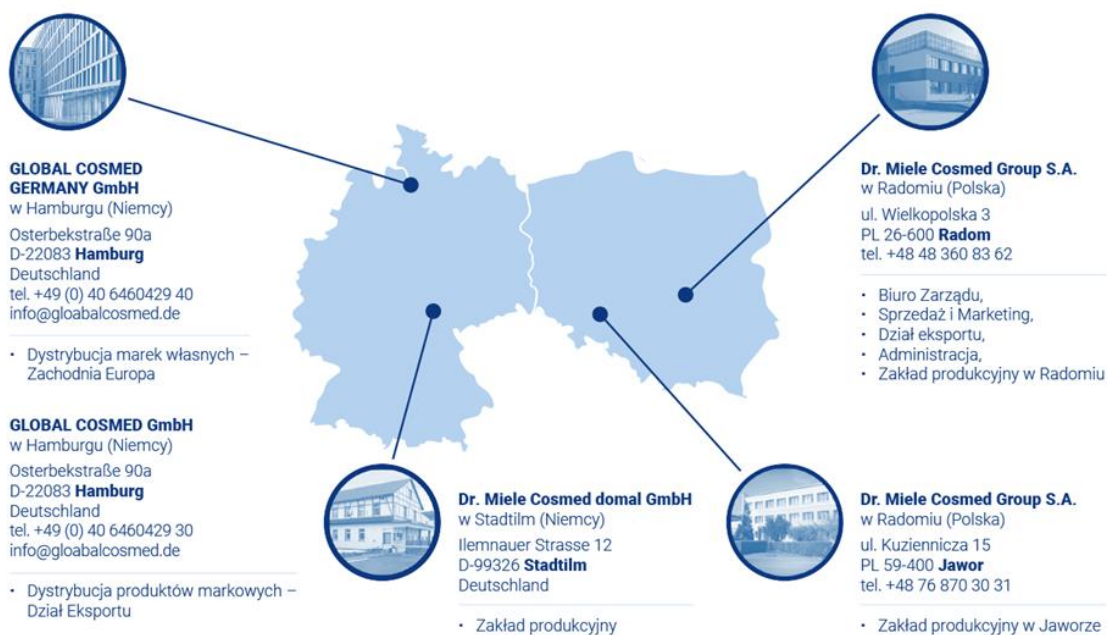 GLOBAL COSMED
GERMANY GmbH
w Hamburgu (Niemcy)
Osterbekstraße 90a
D-22083 Hamburg
Deutschland
tel. +49 (0) 40 6460429 40
info@gloabalcosmed.de
• Dystrybucja marek własnych –
Zachodnia Europa
GLOBAL COSMED GmbH
w Hamburgu (Niemcy)
Osterbekstraße 90a
D-22083 Hamburg
Deutschland
tel. +49 (0) 40 6460429 30
info@gloabalcosmed.de
• Dystrybucja produktów markowych –
Dział Eksportu
Dr. Miele Cosmed domal GmbH
w Stadtilm (Niemcy)
Ilemnauer Strasse 12
D-99326 Stadtilm
Deutschland
• Zakład produkcyjny
Dr. Miele Cosmed Group S.A.
w Radomiu (Polska)
ul. Wielkopolska 3
PL 26-600 Radom
tel. +48 48 360 83 62
• Biuro Zarządu,
• Sprzedaż i Marketing,
• Dział eksportu,
• Administracja,
• Zakład produkcyjny w Radomiu
Dr. Miele Cosmed Group S.A.
w Radomiu (Polska)
ul. Kuziennicza 15
PL 59-400 Jawor
tel. +48 76 870 30 31
• Zakład produkcyjny w Jaworze